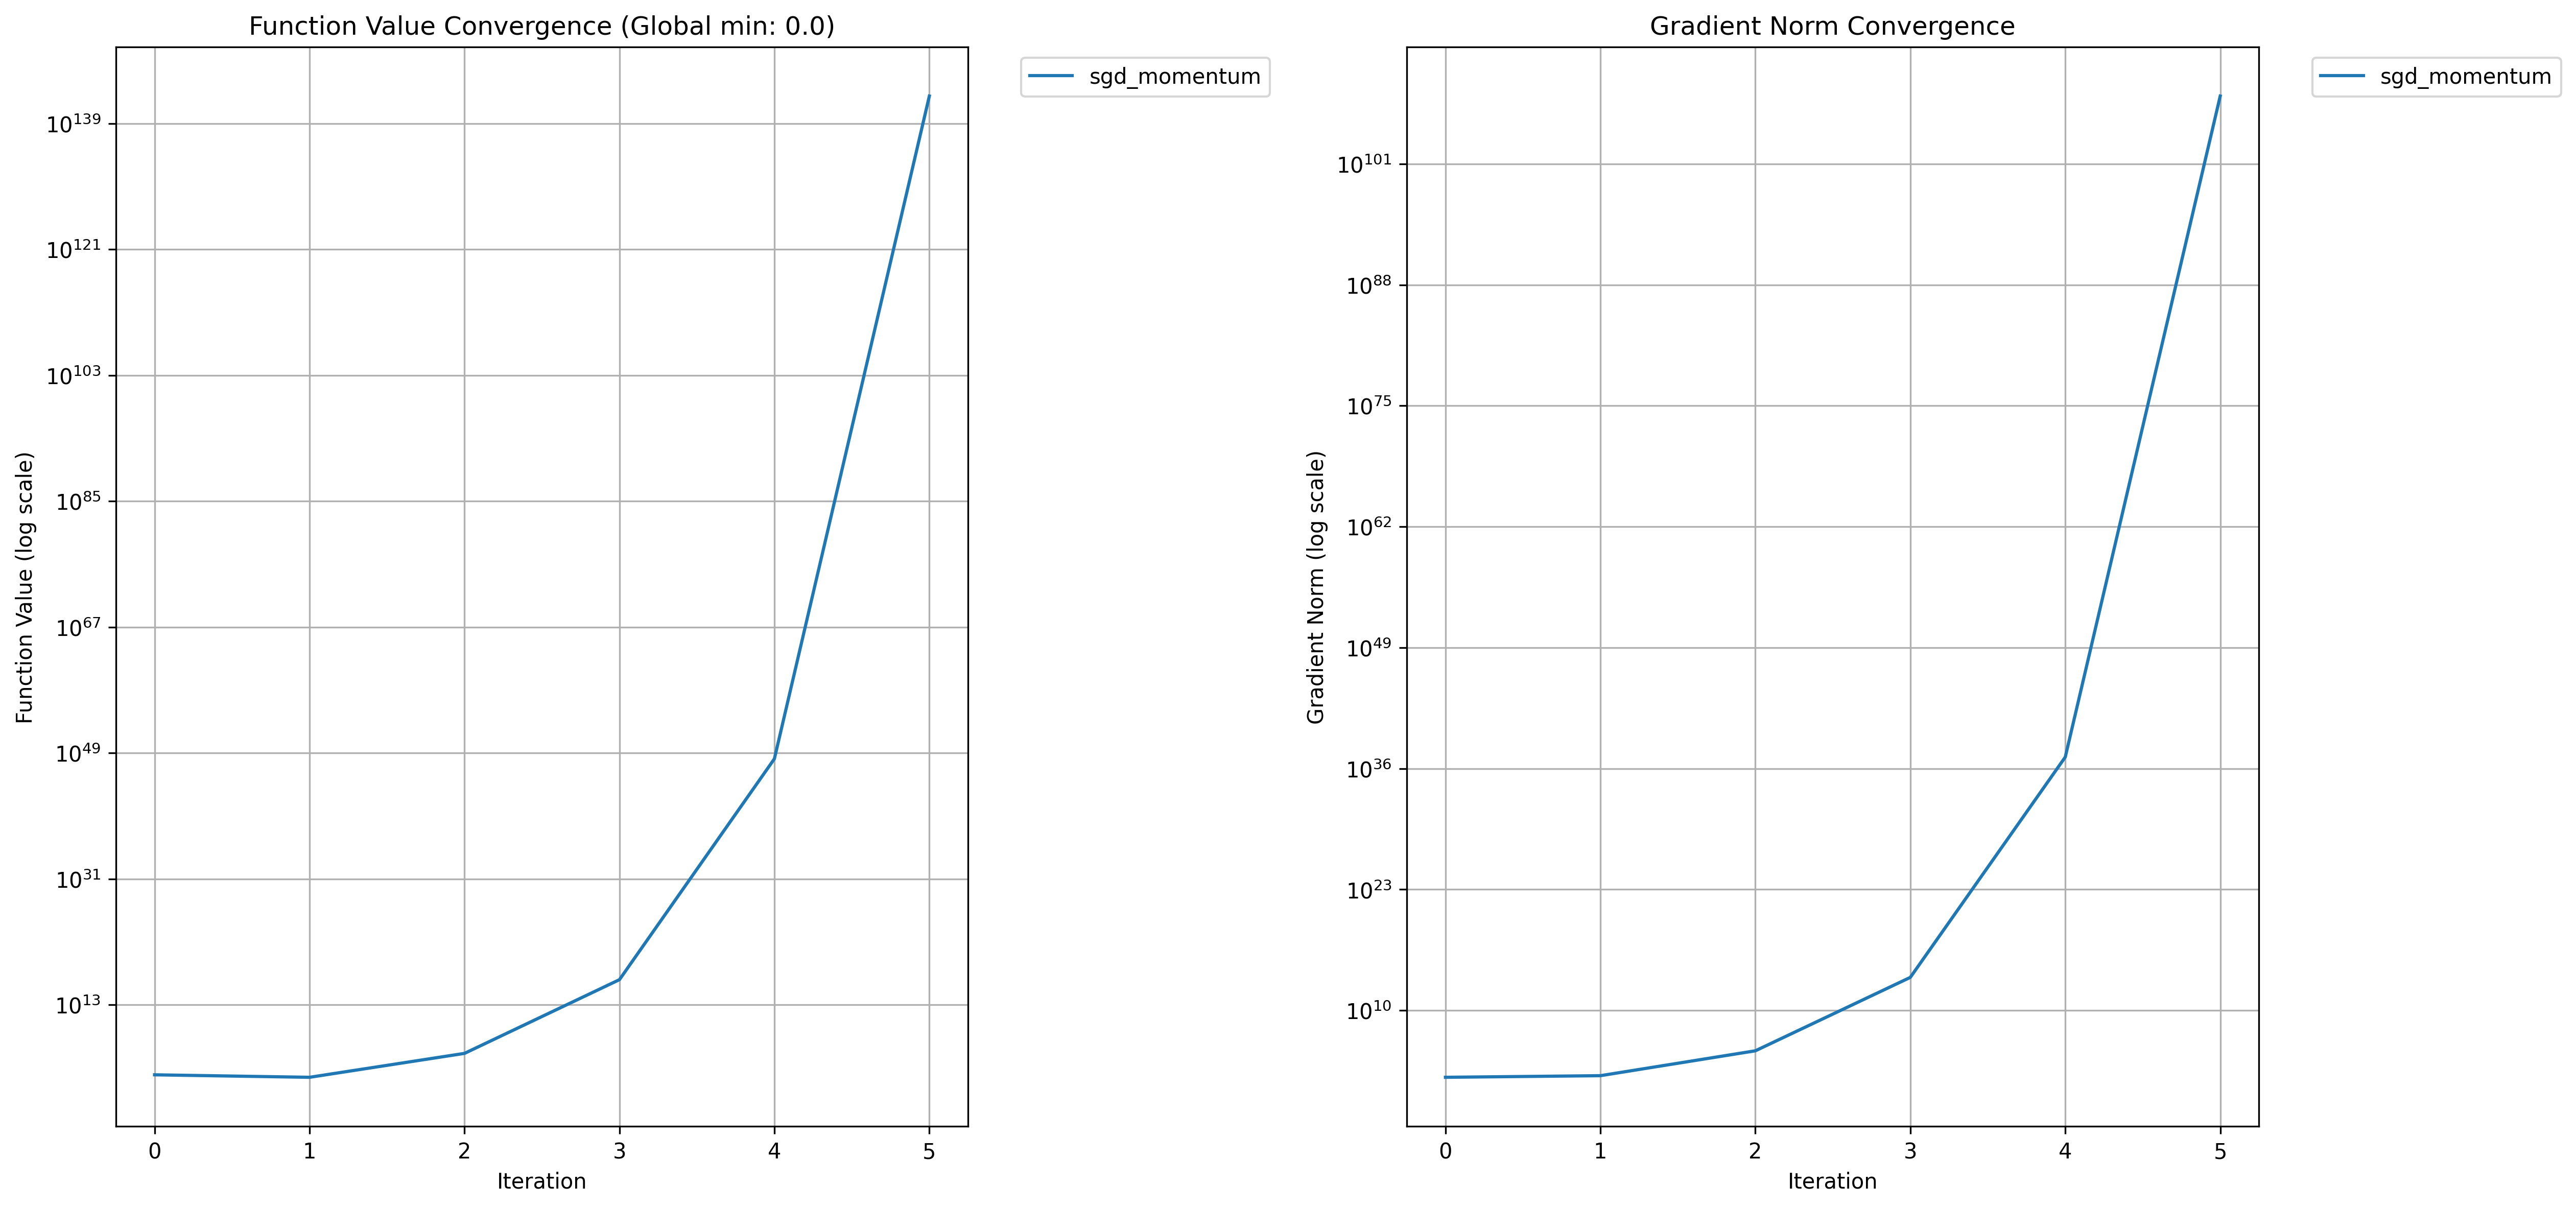 Function Value Convergence (Global min: 0.0)
sgd_momentum
Function Value (log scale)
10^139
10^121
10^103
10^85
10^67
10^49
10^31
10^13
0 1 2 3 4 5
Iteration
Gradient Norm Convergence
sgd_momentum
Gradient Norm (log scale)
10^101
10^88
10^75
10^62
10^49
10^36
10^23
10^10
0 1 2 3 4 5
Iteration